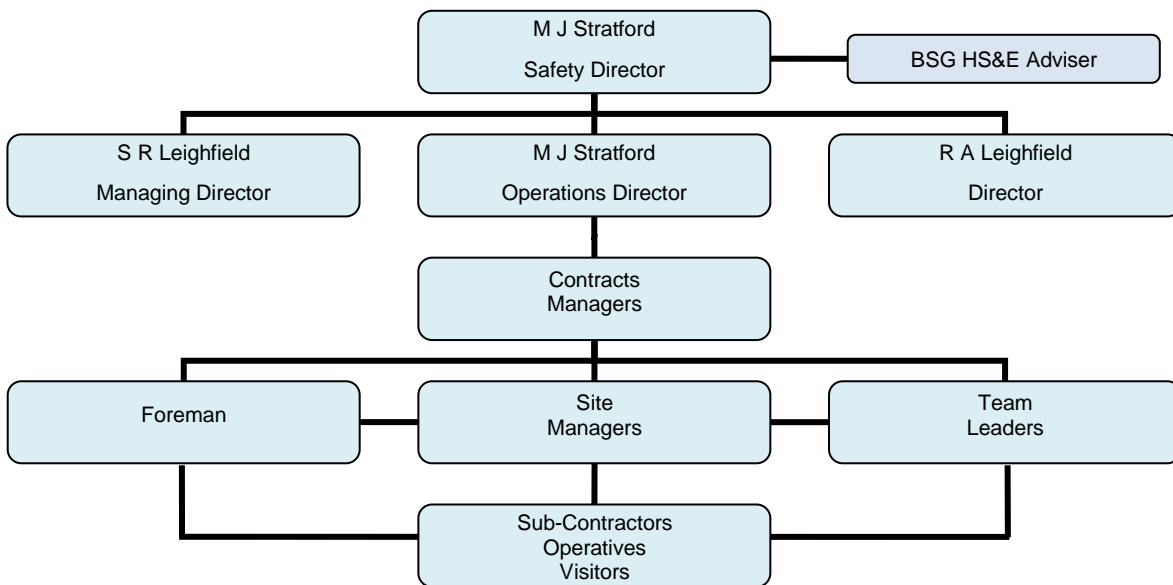 M J Stratford
Safety Director
BSG HS&E Adviser
S R Leighfield
Managing Director
M J Stratford
Operations Director
R A Leighfield
Director
Contracts
Managers
Foreman
Site
Managers
Team
Leaders
Sub-Contractors
Operatives
Visitors